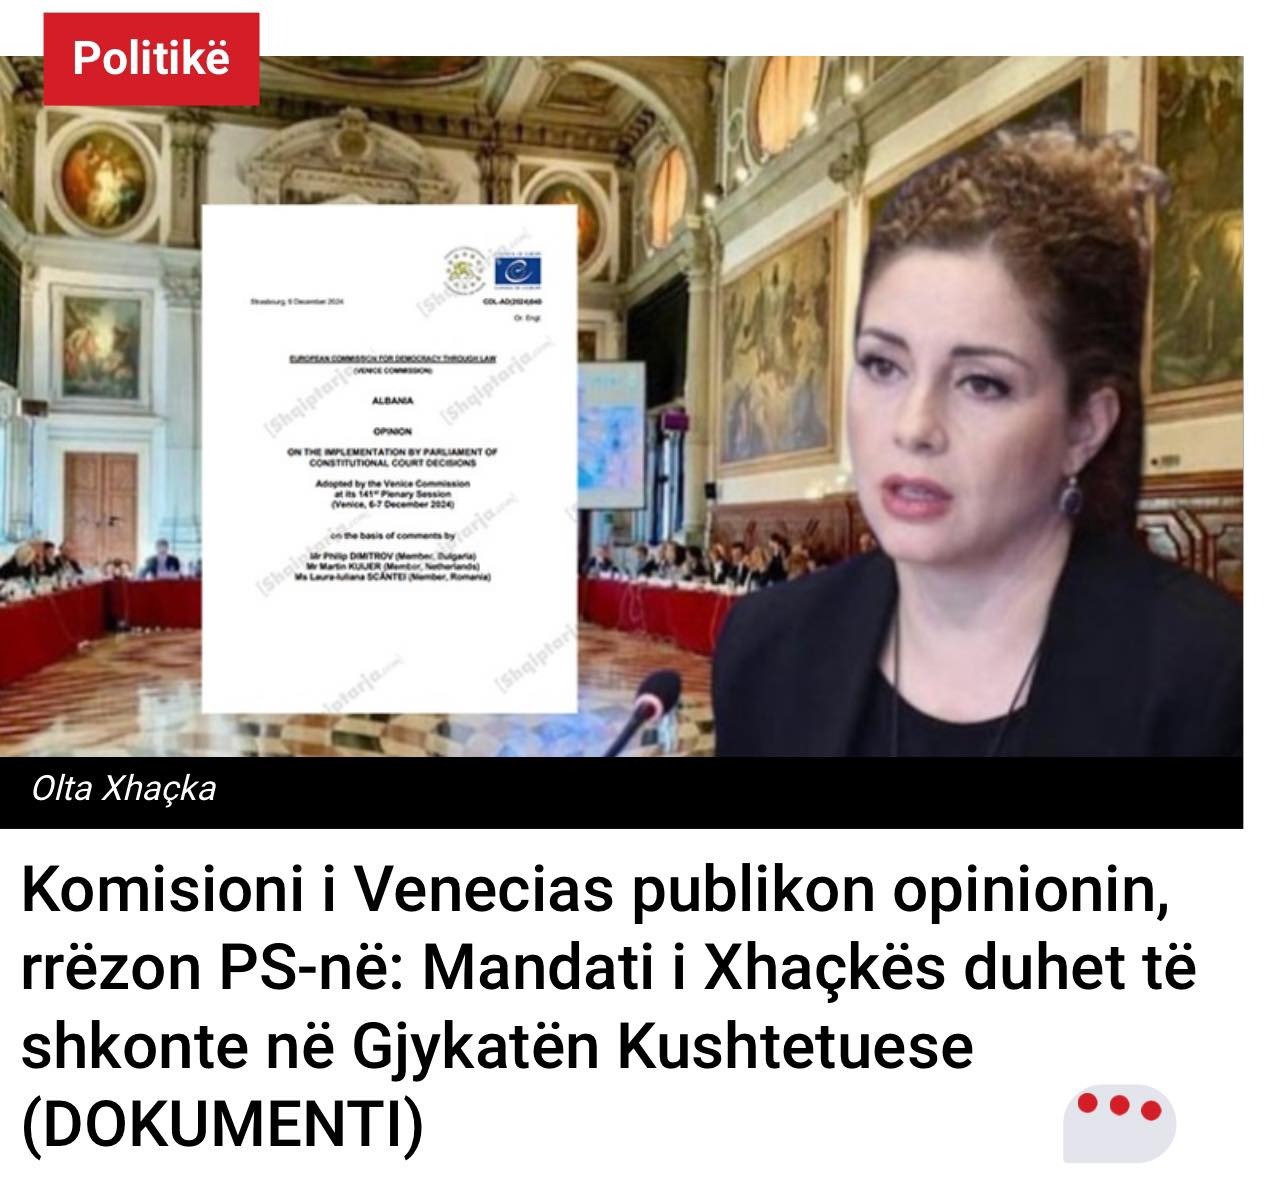 Politikë
Strasbourg, 9 December 2024
CDL-AD(2024)048
Or. Engl.
EUROPEAN COMMISSION FOR DEMOCRACY THROUGH LAW
(VENICE COMMISSION)
ALBANIA
OPINION
ON THE IMPLEMENTATION BY PARLIAMENT OF
CONSTITUTIONAL COURT DECISIONS
Adopted by the Venice Commission
at its 141st Plenary Session
(Venice, 6-7 December 2024)
on the basis of comments by
Mr Philip DIMITROV (Member, Bulgaria)
Mr Martin KUIJER (Member, Netherlands)
Ms Laura-Iuliana SCÂNTEI (Member, Romania)
[Shqiptarja.com]
Olta Xhaçka
Komisioni i Venecias publikon opinionin,
rrëzon PS-në: Mandati i Xhaçkës duhet të
shkonte në Gjykatën Kushtetuese
(DOKUMENTI)